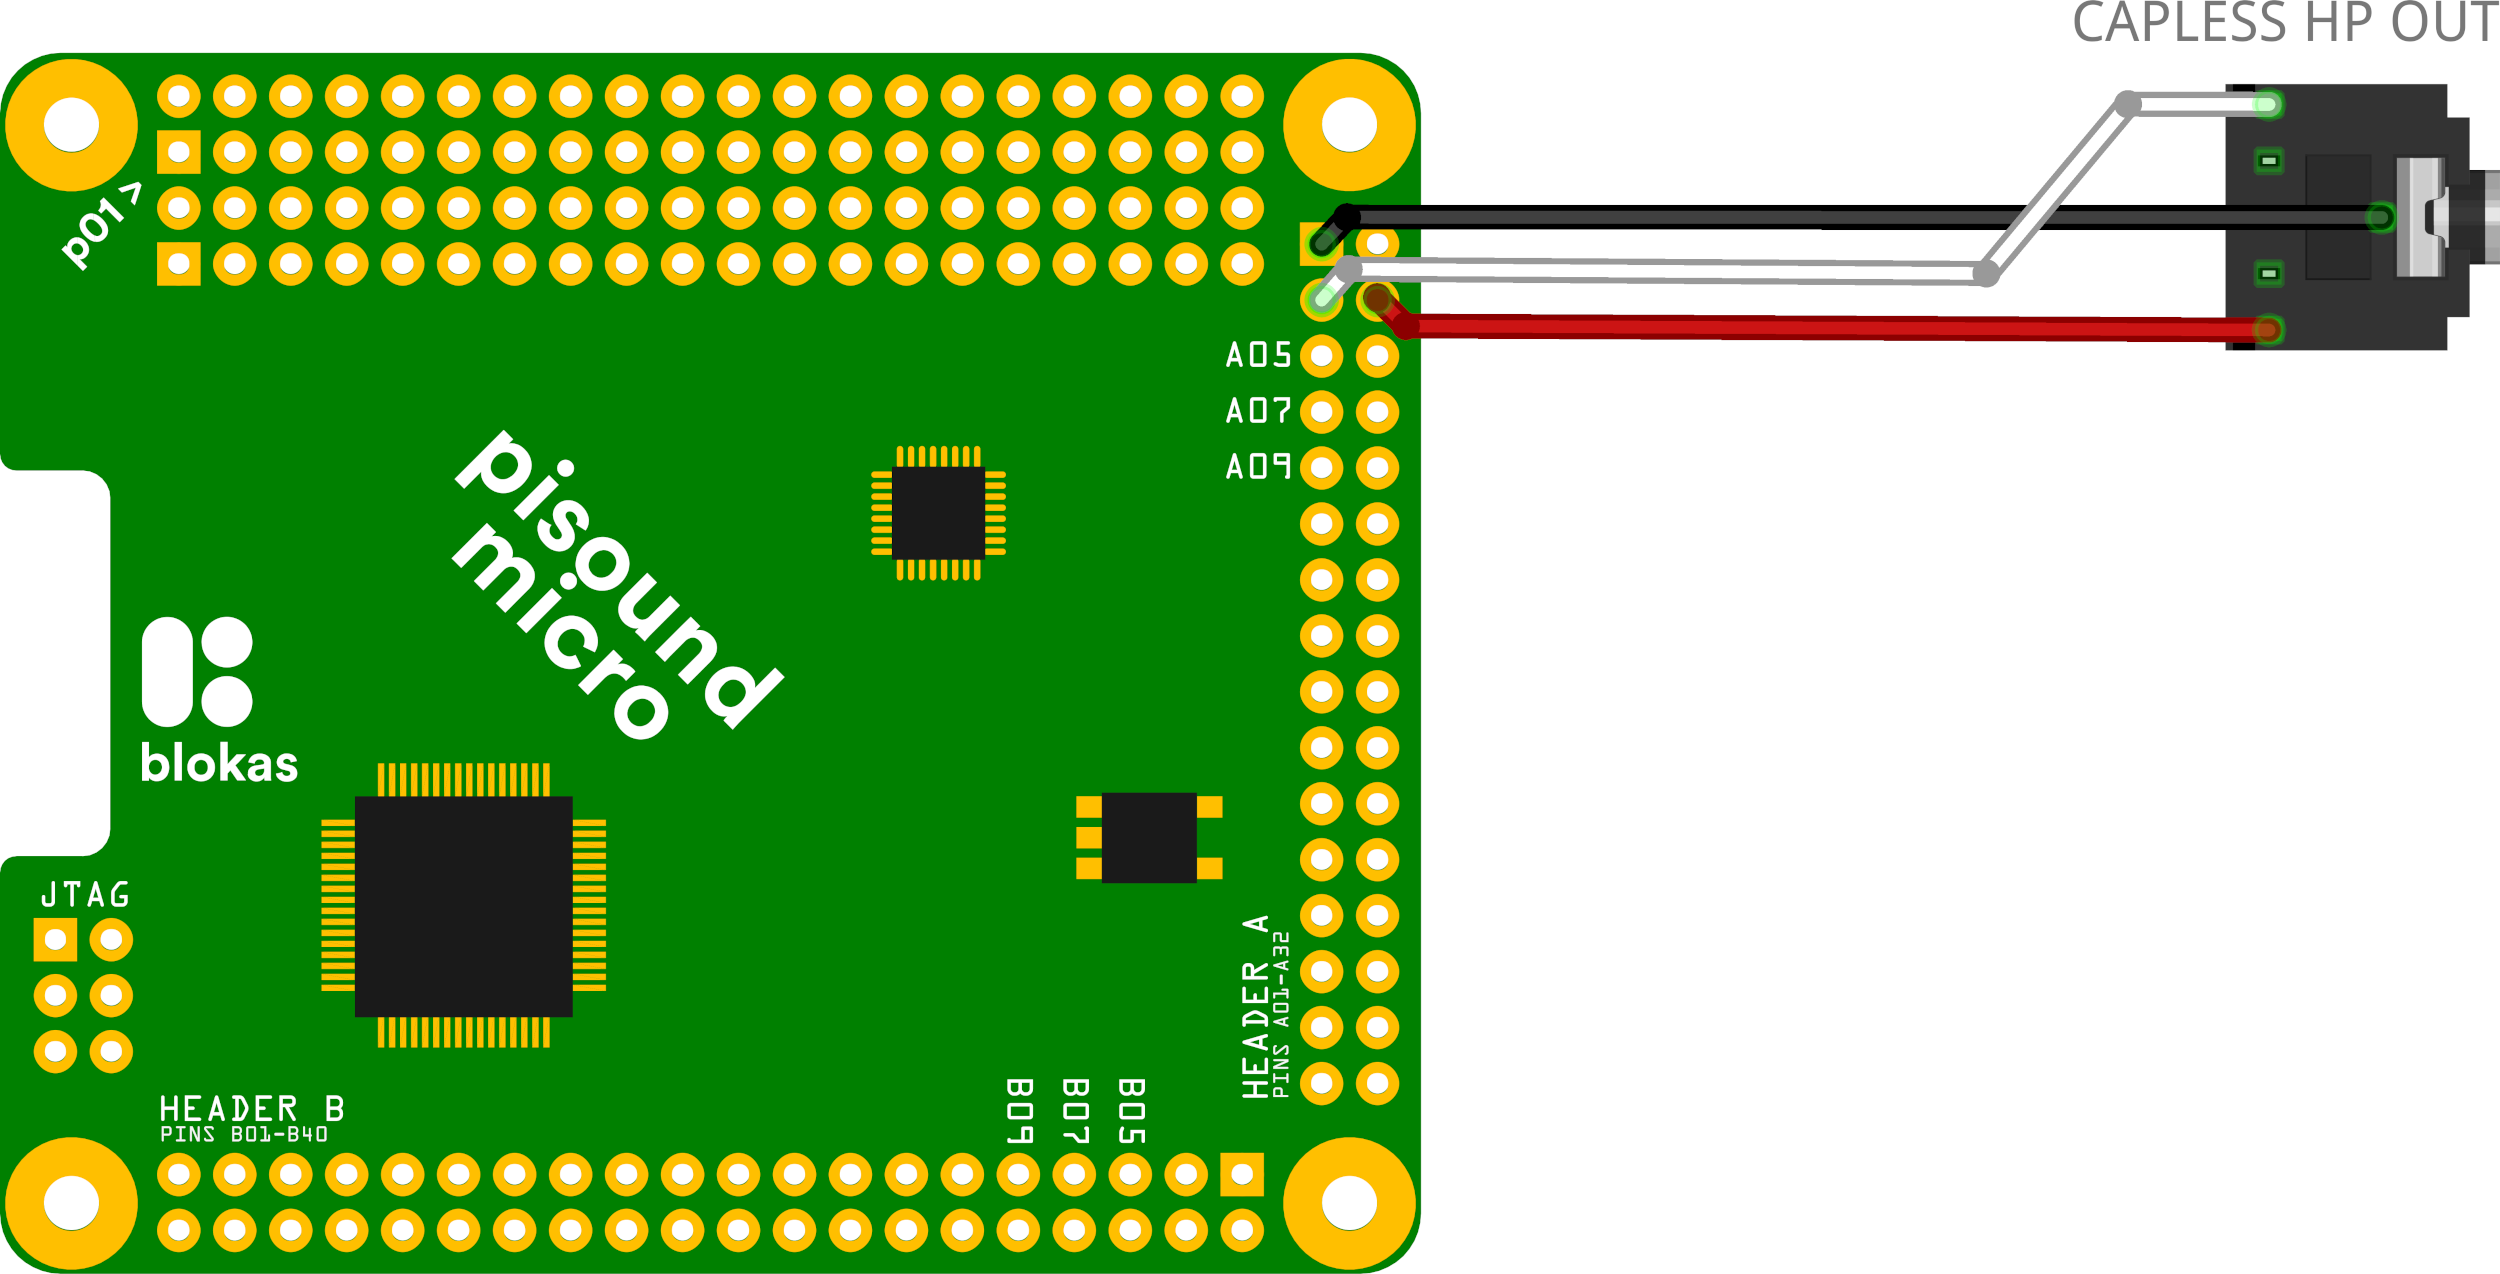 CAPLESS HP OUT
pp01 >
A05
A07
A09
pisound
micro
blokas
JTAG
HEADER A
PINS A01-A32
HEADER B
PINS B01-B40
B09
B07
B05